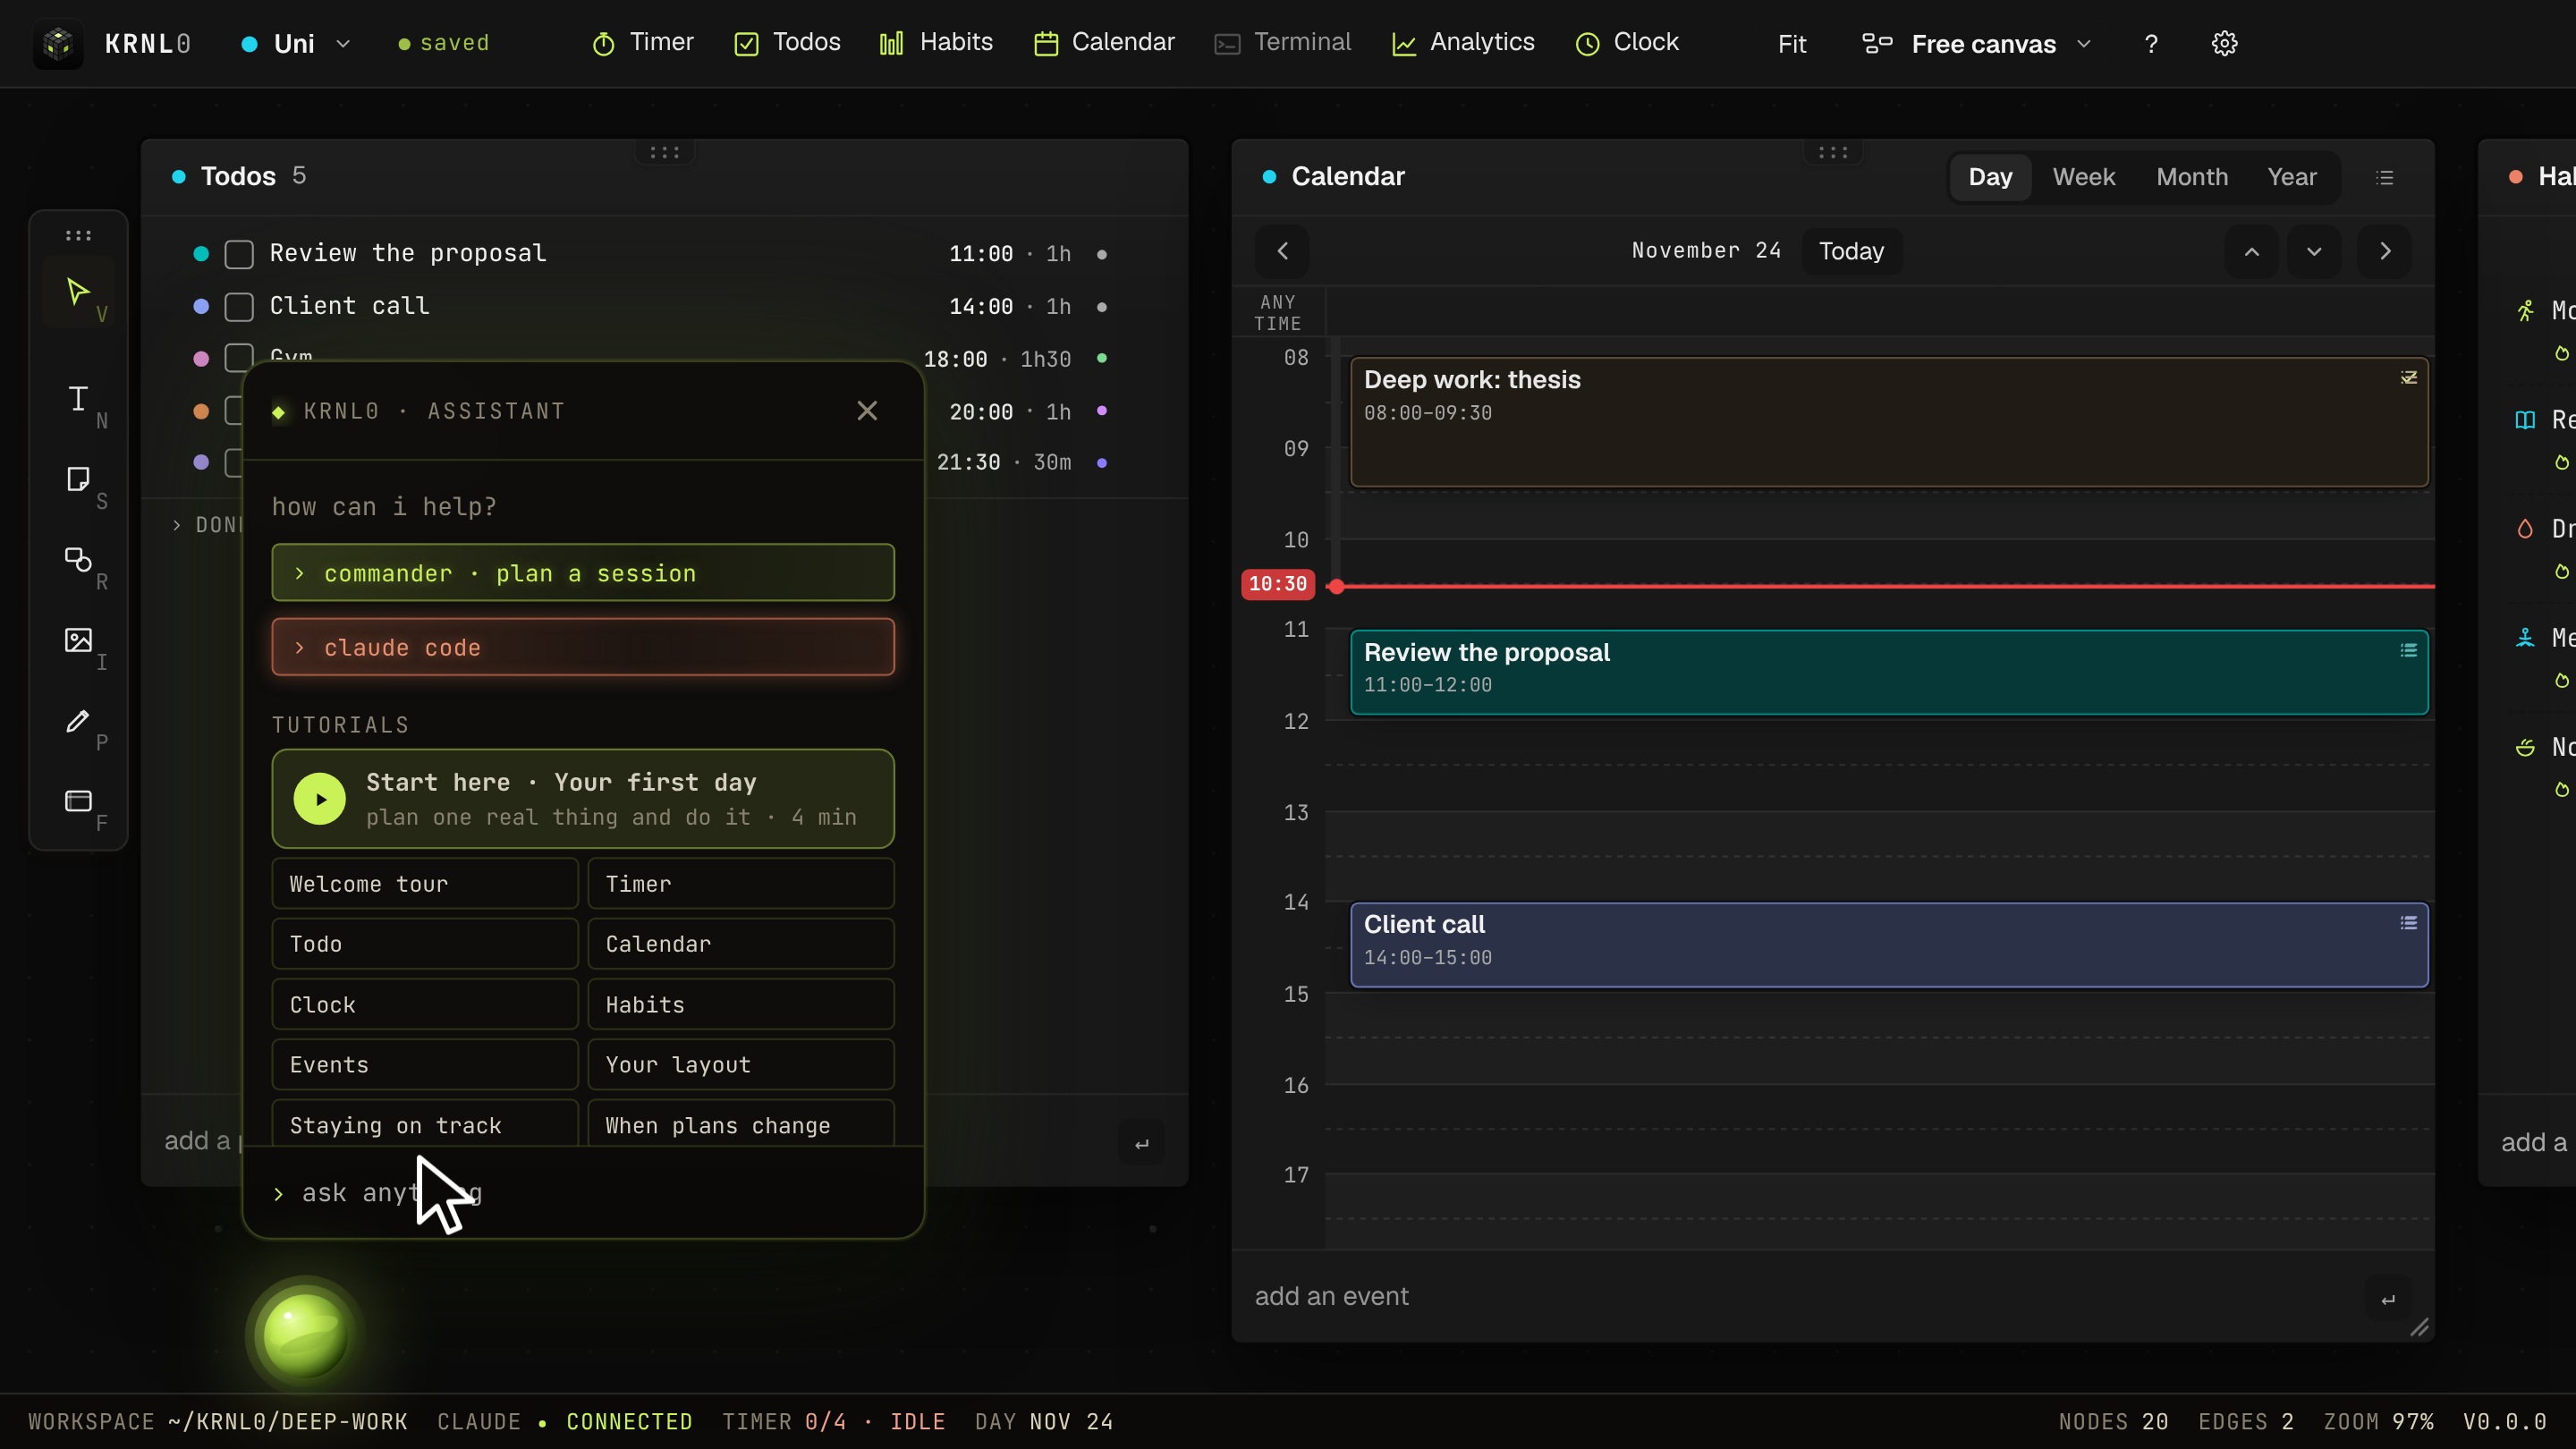 KRNL0
Uni
saved
Timer
Todos
Habits
Calendar
Terminal
Analytics
Clock
Fit
Free canvas
?
V
N
S
R
I
P
F
Todos 5
Review the proposal 11:00 · 1h
Client call 14:00 · 1h
Gym 18:00 · 1h30
20:00 · 1h
21:30 · 30m
add a
KRNL0 · ASSISTANT
how can i help?
commander · plan a session
claude code
TUTORIALS
Start here · Your first day
plan one real thing and do it · 4 min
Welcome tour
Timer
Todo
Calendar
Clock
Habits
Events
Your layout
Staying on track
When plans change
ask
Calendar
Day
Week
Month
Year
November 24
Today
ANY
TIME
08
Deep work: thesis
08:00–09:30
09
10
10:30
11
Review the proposal
11:00–12:00
12
13
14
Client call
14:00–15:00
15
16
17
add an event
add a
WORKSPACE ~/KRNL0/DEEP-WORK CLAUDE • CONNECTED TIMER 0/4 · IDLE DAY NOV 24
NODES 20 EDGES 2 ZOOM 97% V0.0.0